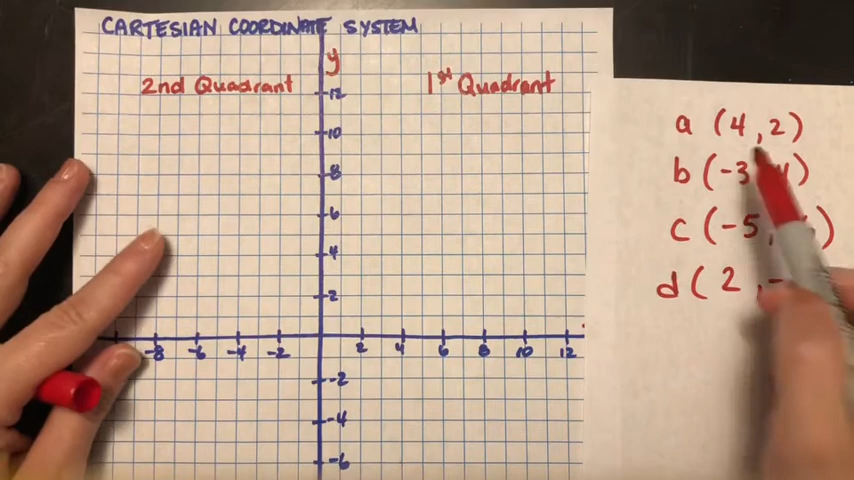 CARTESIAN COORDINATE SYSTEM
y
2nd Quadrant
1st Quadrant
12
10
8
6
4
2
-8 -6 -4 -2 2 4 6 8 10 12
-2
-4
-6
a (4,2)
b (-3
c (-5,
d ( 2 , -